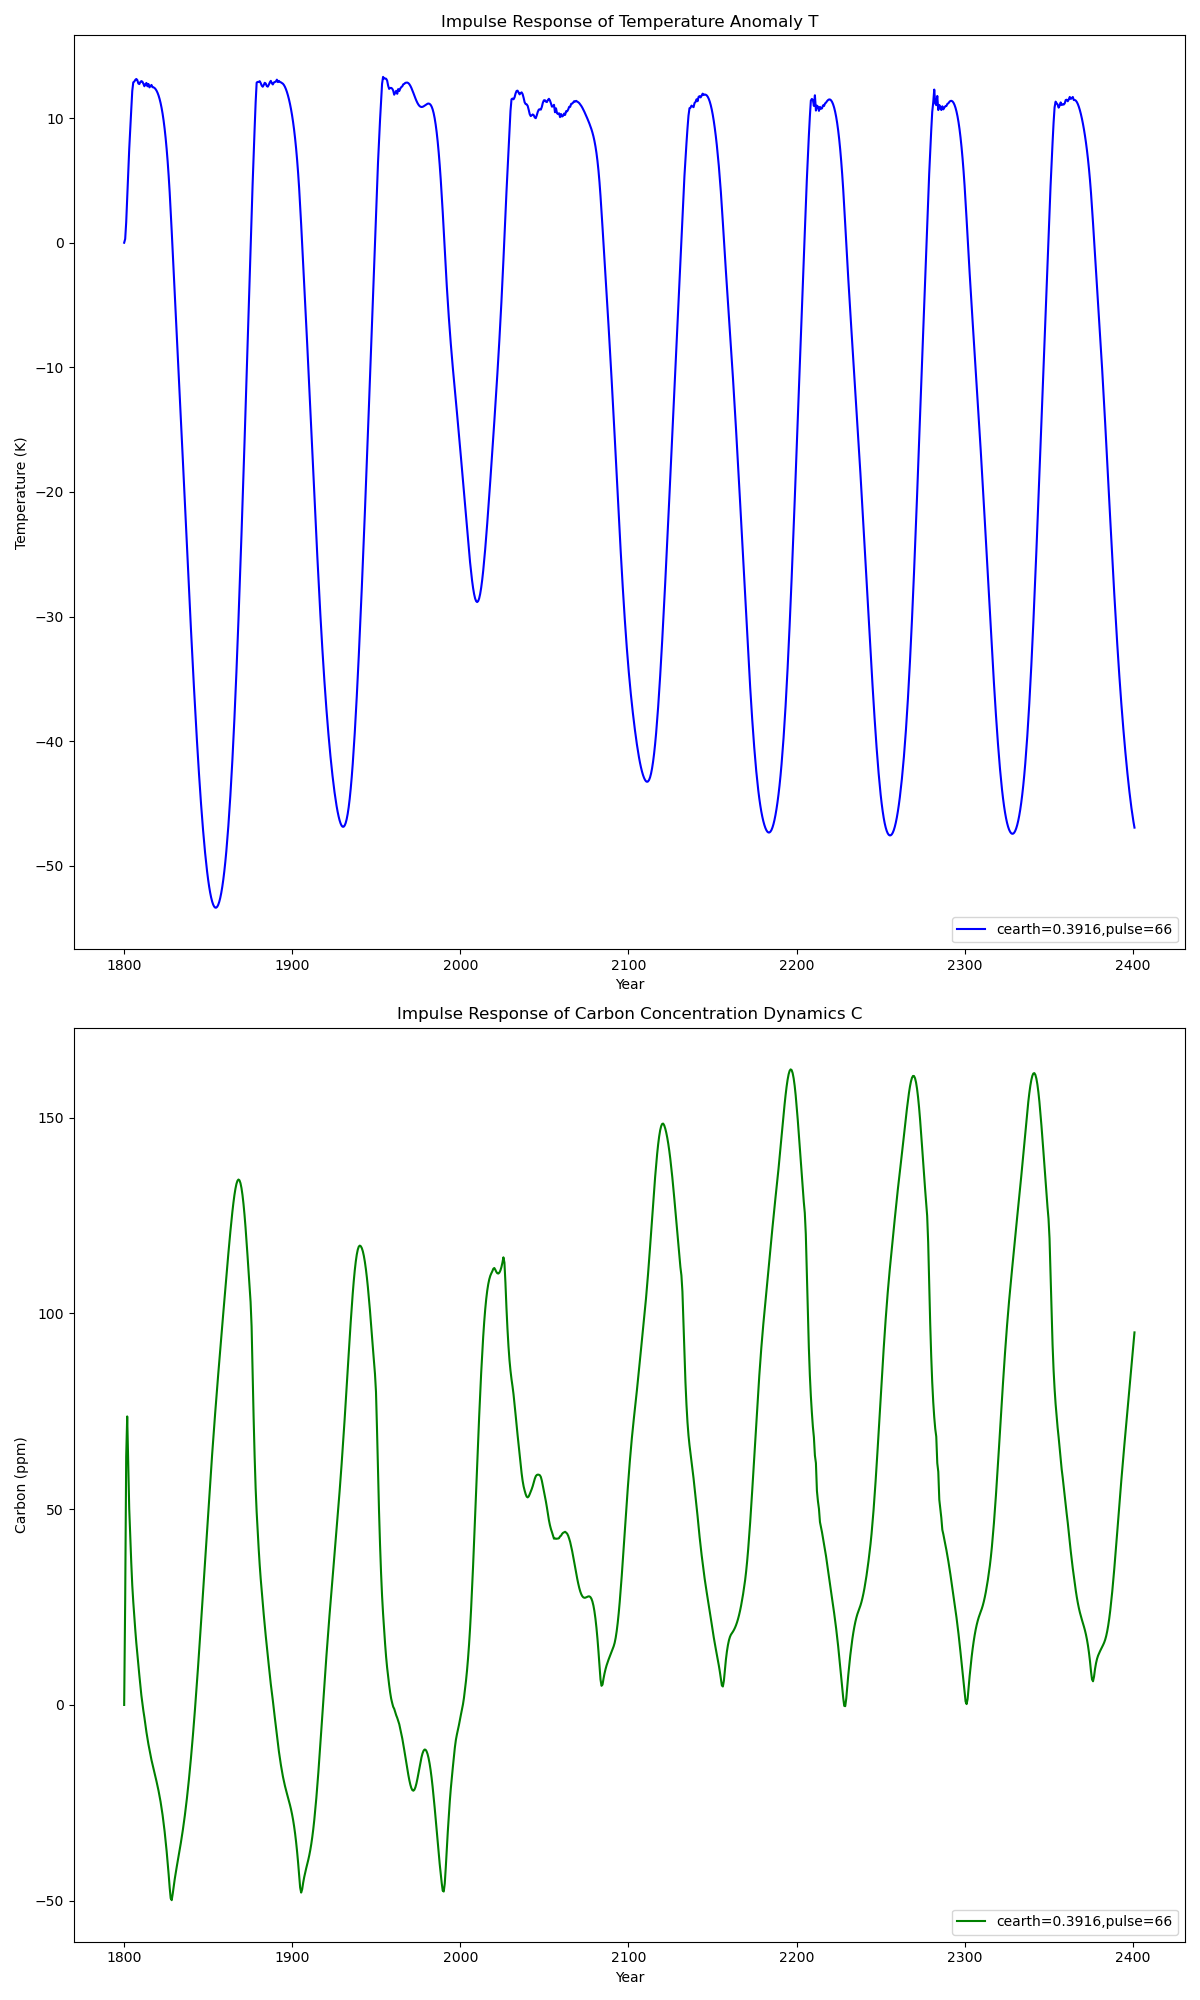 Impulse Response of Temperature Anomaly T
Temperature (K)
10
0
−10
−20
−30
−40
−50
1800 1900 2000 2100 2200 2300 2400
Year
cearth=0.3916,pulse=66
Impulse Response of Carbon Concentration Dynamics C
Carbon (ppm)
150
100
50
0
−50
1800 1900 2000 2100 2200 2300 2400
Year
cearth=0.3916,pulse=66